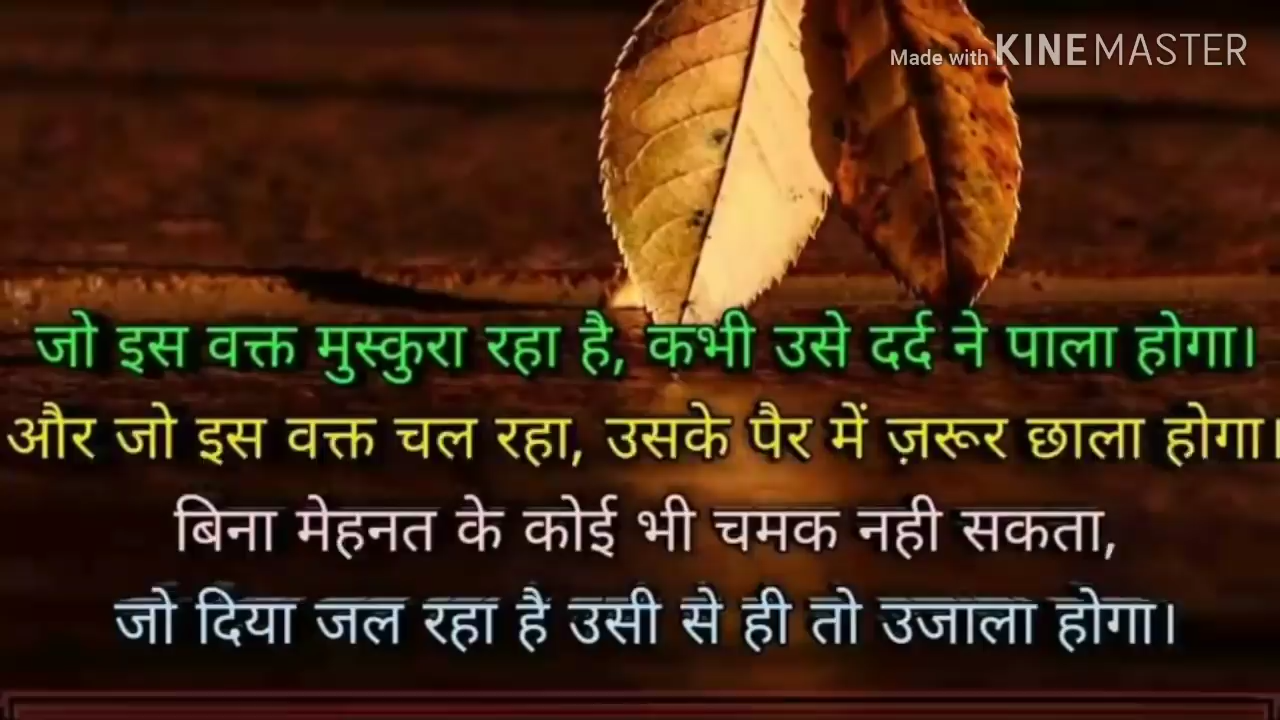 Made with KINEMASTER
जो इस वक्त मुस्कुरा रहा है, कभी उसे दर्द ने पाला होगा।
और जो इस वक्त चल रहा, उसके पैर में ज़रूर छाला होगा।
बिना मेहनत के कोई भी चमक नही सकता,
जो दिया जल रहा है उसी से ही तो उजाला होगा।